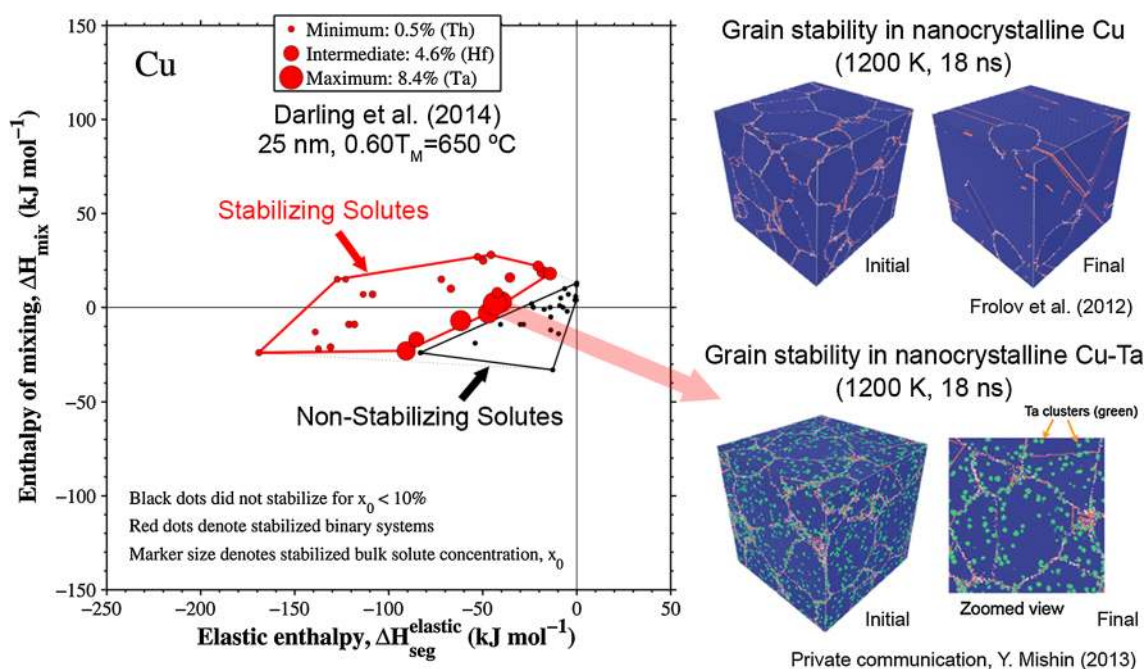 Cu
Minimum: 0.5% (Th)
Intermediate: 4.6% (Hf)
Maximum: 8.4% (Ta)
Darling et al. (2014)
25 nm, 0.60T_M=650 ºC
Stabilizing Solutes
Non-Stabilizing Solutes
Black dots did not stabilize for x_0 < 10%
Red dots denote stabilized binary systems
Marker size denotes stabilized bulk solute concentration, x_0
Enthalpy of mixing, ΔH_mix (kJ mol⁻¹)
150
100
50
0
−50
−100
−150
−250
−200
−150
−100
−50
0
50
Elastic enthalpy, ΔH_seg^elastic (kJ mol⁻¹)
Grain stability in nanocrystalline Cu
(1200 K, 18 ns)
Initial
Final
Frolov et al. (2012)
Grain stability in nanocrystalline Cu-Ta
(1200 K, 18 ns)
Ta clusters (green)
Initial
Zoomed view
Final
Private communication, Y. Mishin (2013)